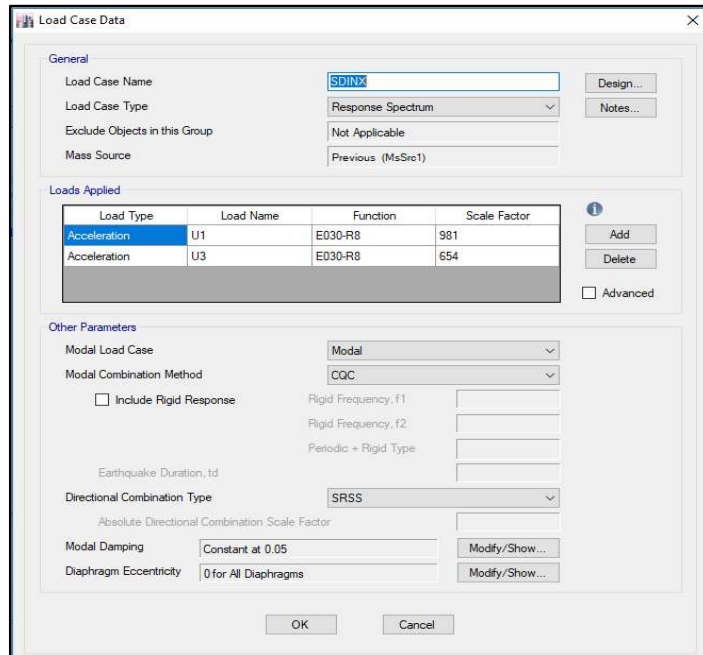 Load Case Data
General
Load Case Name SDINX Design...
Load Case Type Response Spectrum Notes...
Exclude Objects in this Group Not Applicable
Mass Source Previous (MsSrc1)
Loads Applied
Load Type Load Name Function Scale Factor
Acceleration U1 E030-R8 981 Add
Acceleration U3 E030-R8 654 Delete
Advanced
Other Parameters
Modal Load Case Modal
Modal Combination Method CQC
Include Rigid Response Rigid Frequency, f1
Rigid Frequency, f2
Periodic + Rigid Type
Earthquake Duration, td
Directional Combination Type SRSS
Absolute Directional Combination Scale Factor
Modal Damping Constant at 0.05 Modify/Show...
Diaphragm Eccentricity 0 for All Diaphragms Modify/Show...
OK Cancel